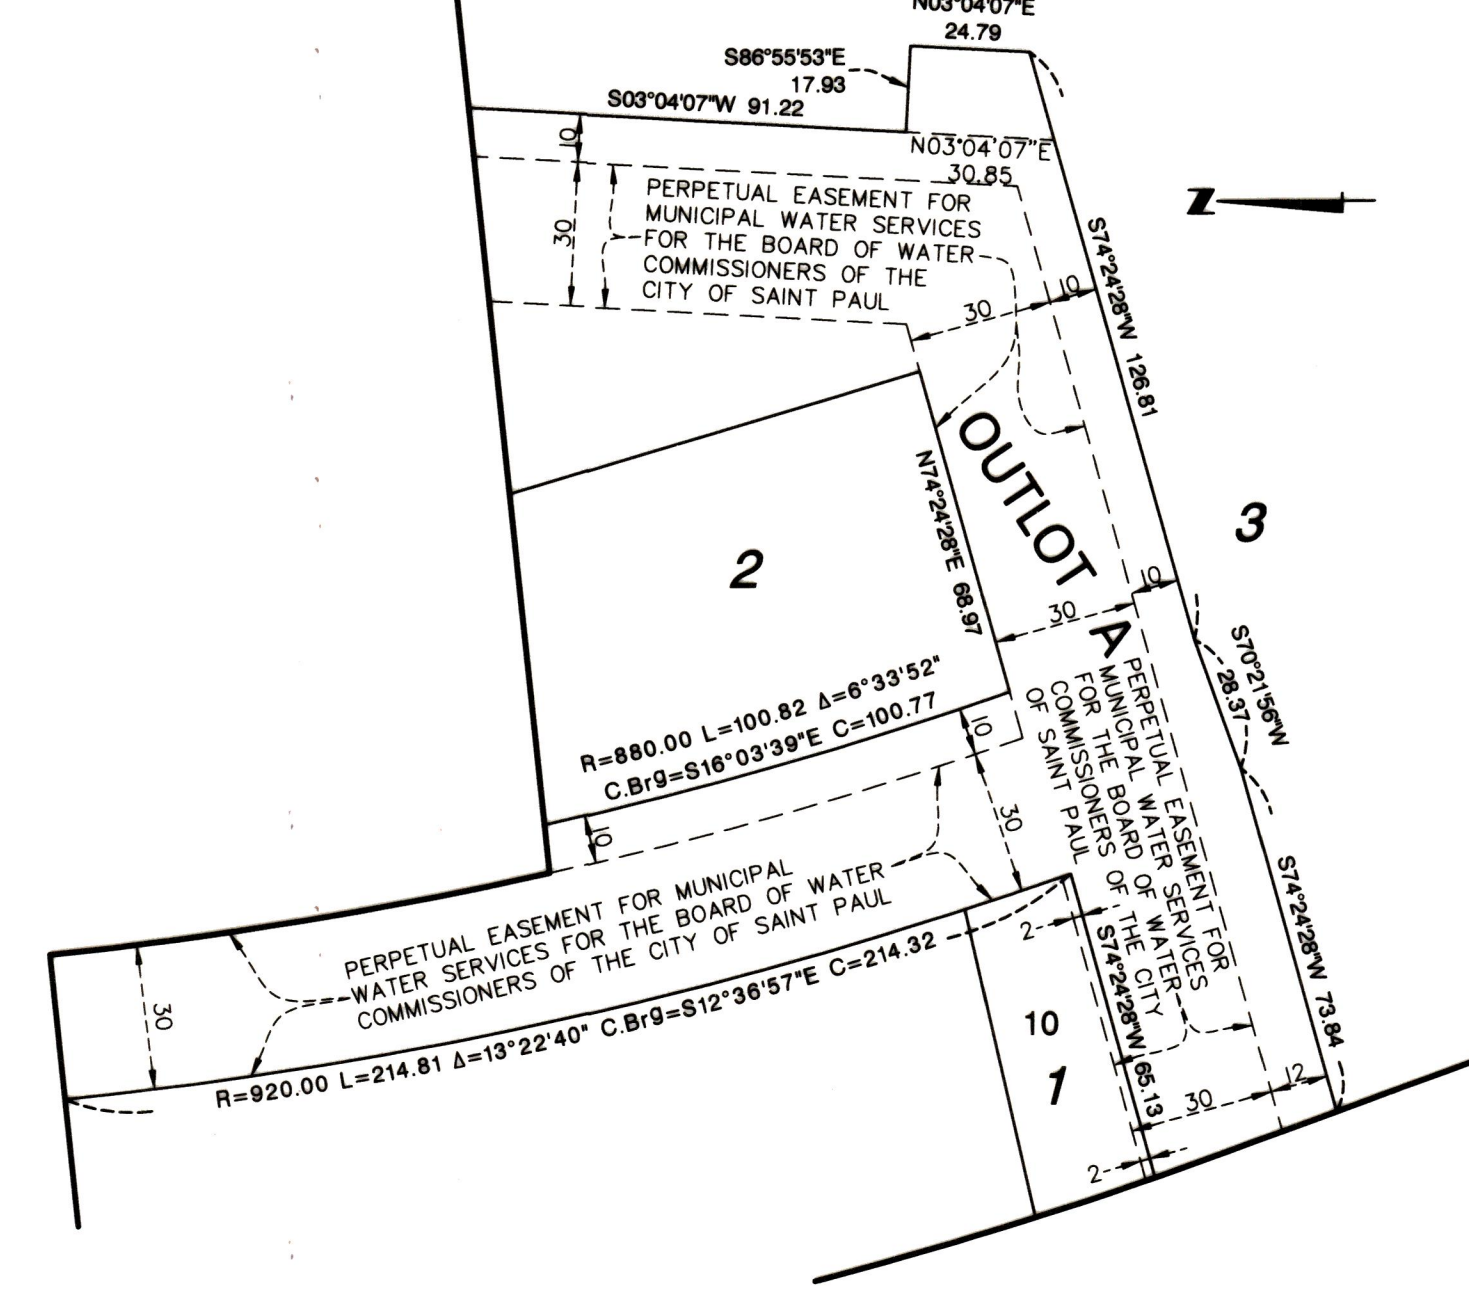 N03°04'07"E
24.79
S86°55'53"E
17.93
S03°04'07"W 91.22
10
N03°04'07"E
30.85
30
PERPETUAL EASEMENT FOR
MUNICIPAL WATER SERVICES
FOR THE BOARD OF WATER
COMMISSIONERS OF THE
CITY OF SAINT PAUL
Z
S74°24'28"W 126.81
30
10
OUTLOT
A
N74°24'28"E 68.97
2
3
10
30
R=880.00 L=100.82 Δ=6°33'52"
C.Brg=S16°03'39"E C=100.77
S70°21'56"W
28.37
10
10
30
PERPETUAL EASEMENT FOR
MUNICIPAL WATER SERVICES
FOR THE BOARD OF WATER
COMMISSIONERS OF THE CITY
OF SAINT PAUL
PERPETUAL EASEMENT FOR MUNICIPAL
WATER SERVICES FOR THE BOARD OF WATER
COMMISSIONERS OF THE CITY OF SAINT PAUL
30
R=920.00 L=214.81 Δ=13°22'40" C.Brg=S12°36'57"E C=214.32
2
S74°24'28"W 65.13
S74°24'28"W 73.84
10
1
30
12
2